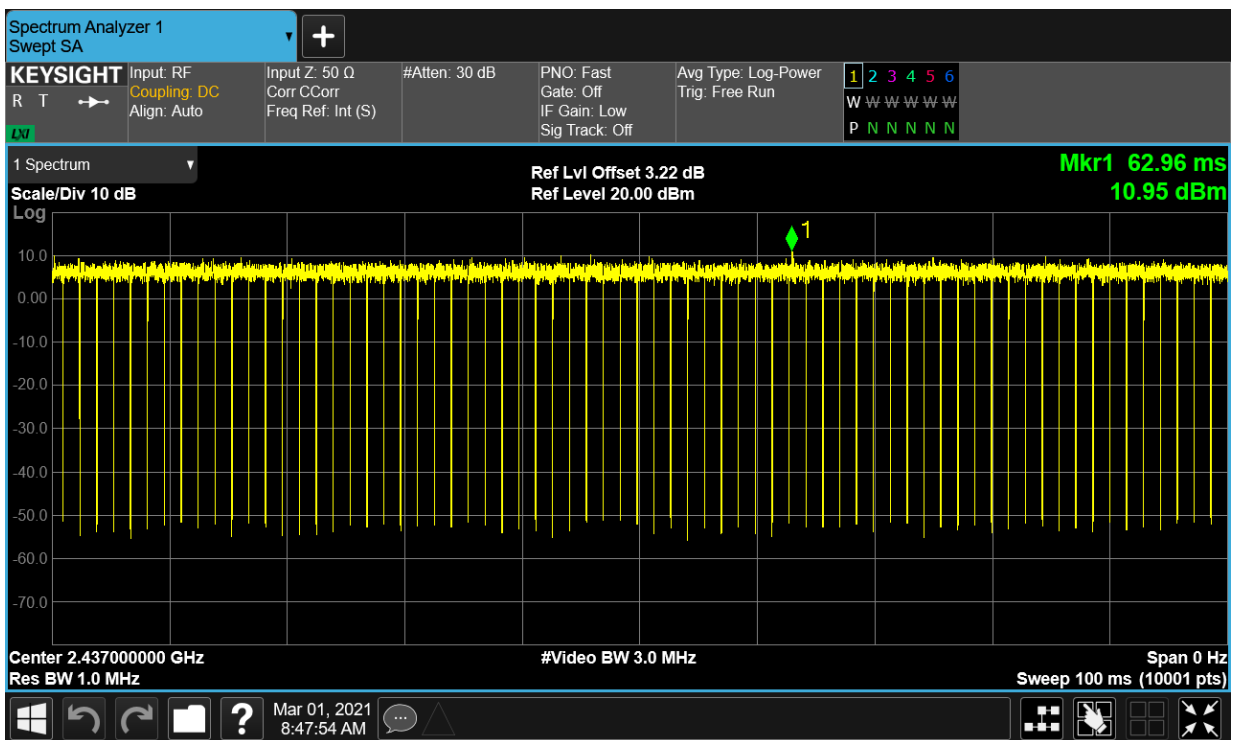 Spectrum Analyzer 1
Swept SA
KEYSIGHT
R T
LXI
Input: RF
Coupling: DC
Align: Auto
Input Z: 50 Ω
Corr CCorr
Freq Ref: Int (S)
#Atten: 30 dB
PNO: Fast
Gate: Off
IF Gain: Low
Sig Track: Off
Avg Type: Log-Power
Trig: Free Run
1 2 3 4 5 6
W W W W W W
P N N N N N
1 Spectrum
Scale/Div 10 dB
Log
Ref Lvl Offset 3.22 dB
Ref Level 20.00 dBm
Mkr1 62.96 ms
10.95 dBm
1
10.0
0.00
-10.0
-20.0
-30.0
-40.0
-50.0
-60.0
-70.0
Center 2.437000000 GHz
Res BW 1.0 MHz
#Video BW 3.0 MHz
Span 0 Hz
Sweep 100 ms (10001 pts)
?
Mar 01, 2021
8:47:54 AM